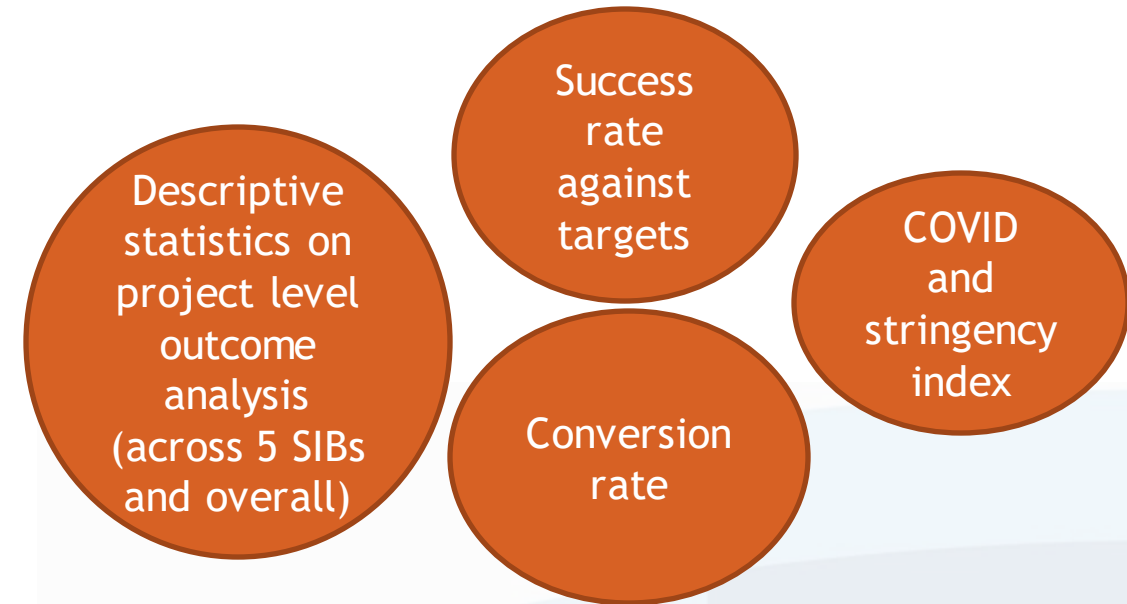 Descriptive
statistics on
project level
outcome
analysis
(across 5 SIBs
and overall)
Success
rate
against
targets
Conversion
rate
COVID
and
stringency
index